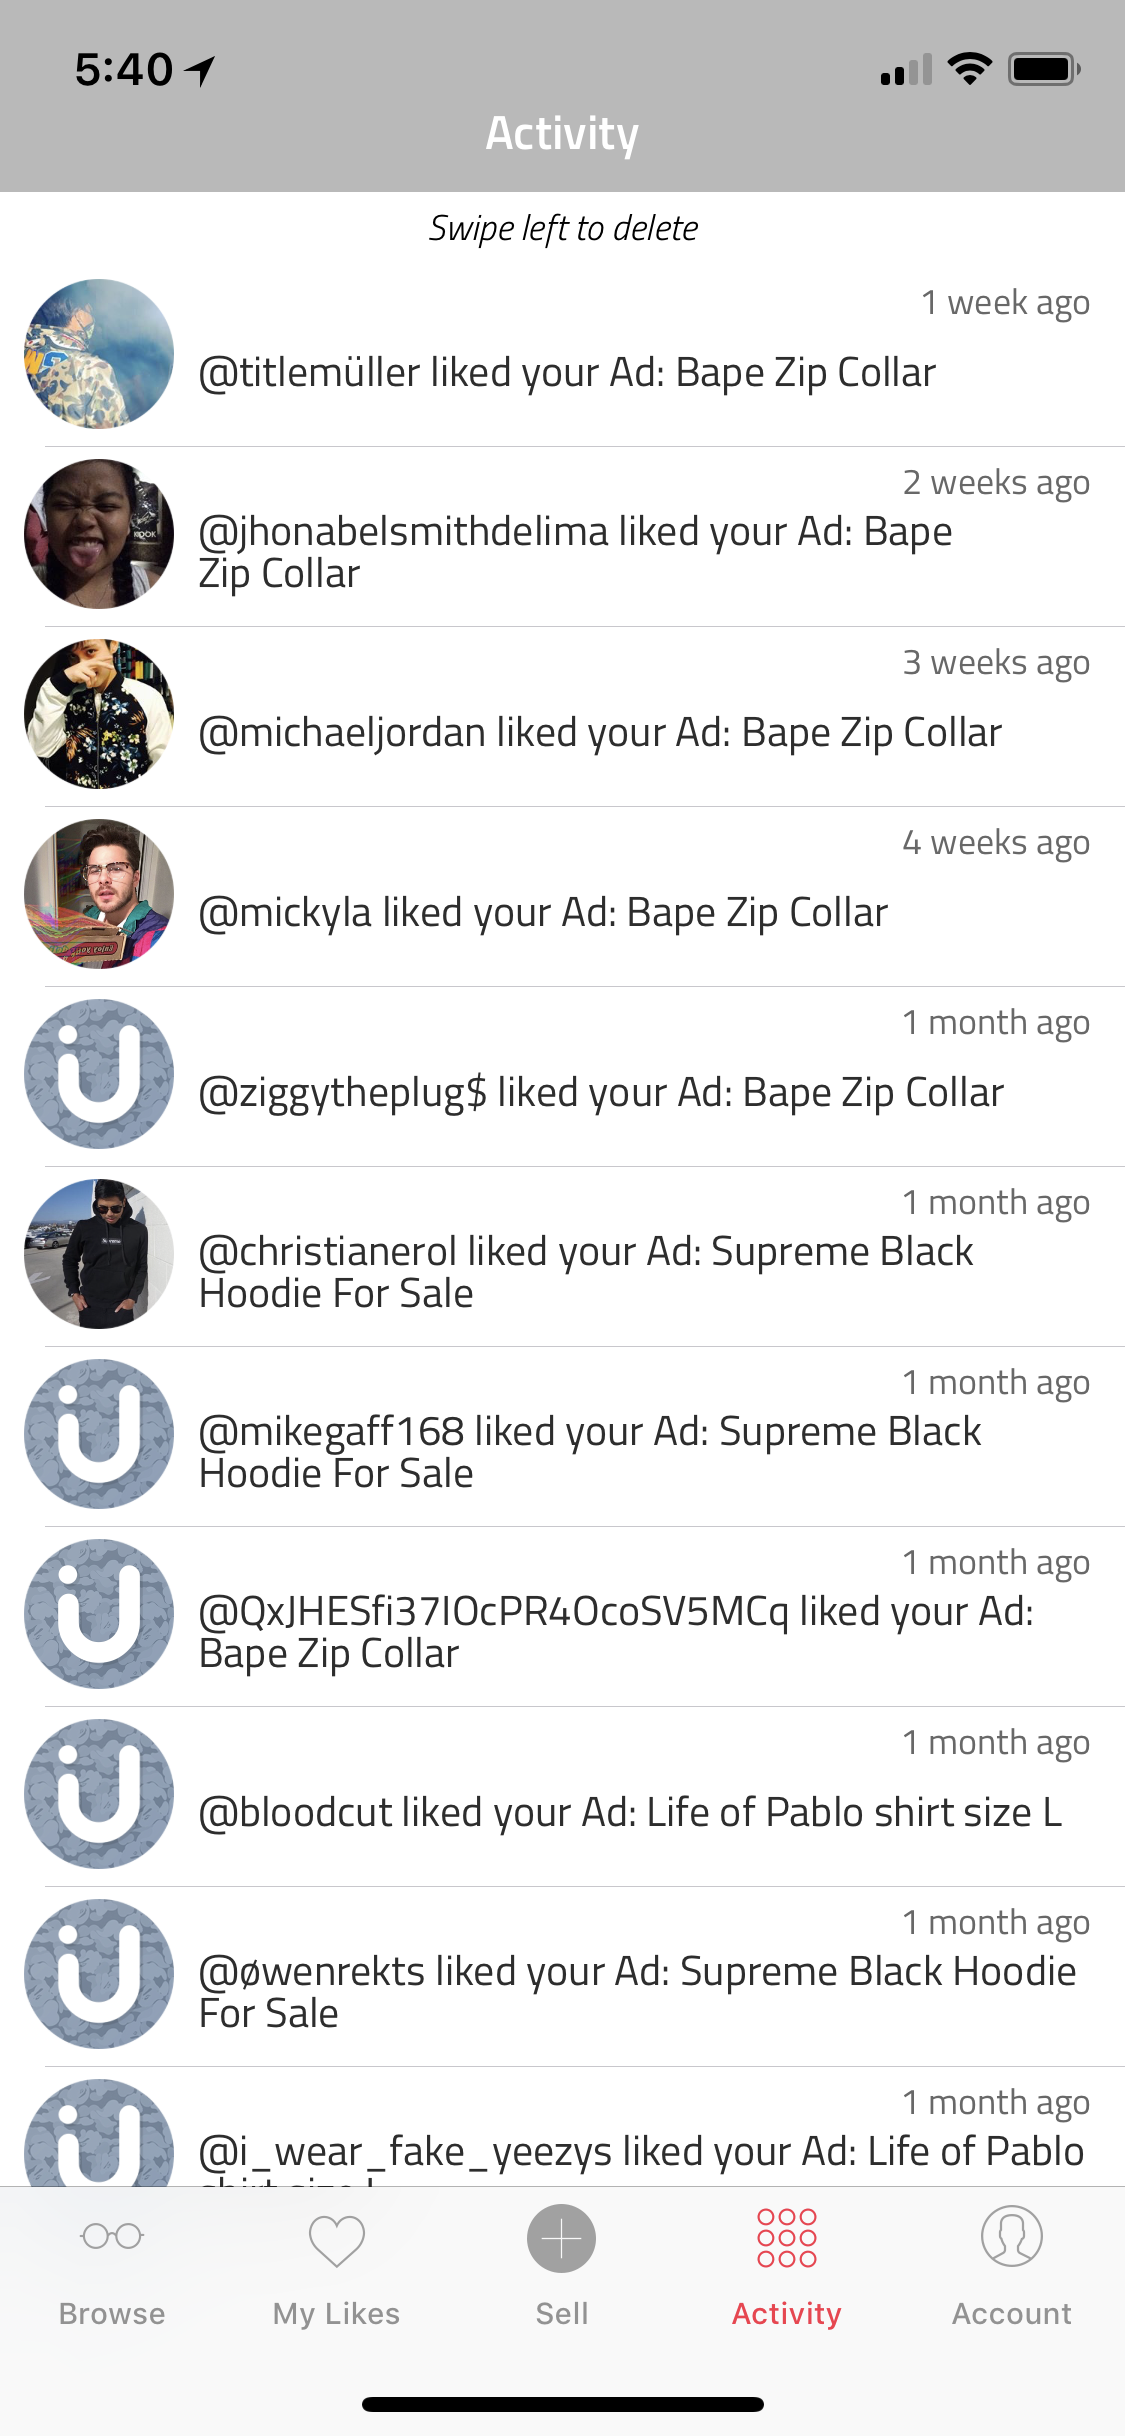 5:40
Activity
Swipe left to delete
1 week ago
@titlemüller liked your Ad: Bape Zip Collar
2 weeks ago
@jhonabelsmithdelima liked your Ad: Bape
Zip Collar
3 weeks ago
@michaeljordan liked your Ad: Bape Zip Collar
4 weeks ago
@mickyla liked your Ad: Bape Zip Collar
1 month ago
@ziggytheplug$ liked your Ad: Bape Zip Collar
1 month ago
@christianerol liked your Ad: Supreme Black
Hoodie For Sale
1 month ago
@mikegaff168 liked your Ad: Supreme Black
Hoodie For Sale
1 month ago
@QxJHESfi37IOcPR4OcoSV5MCq liked your Ad:
Bape Zip Collar
1 month ago
@bloodcut liked your Ad: Life of Pablo shirt size L
1 month ago
@øwenrekts liked your Ad: Supreme Black Hoodie
For Sale
1 month ago
@i_wear_fake_yeezys liked your Ad: Life of Pablo
shirt size L
Browse
My Likes
Sell
Activity
Account